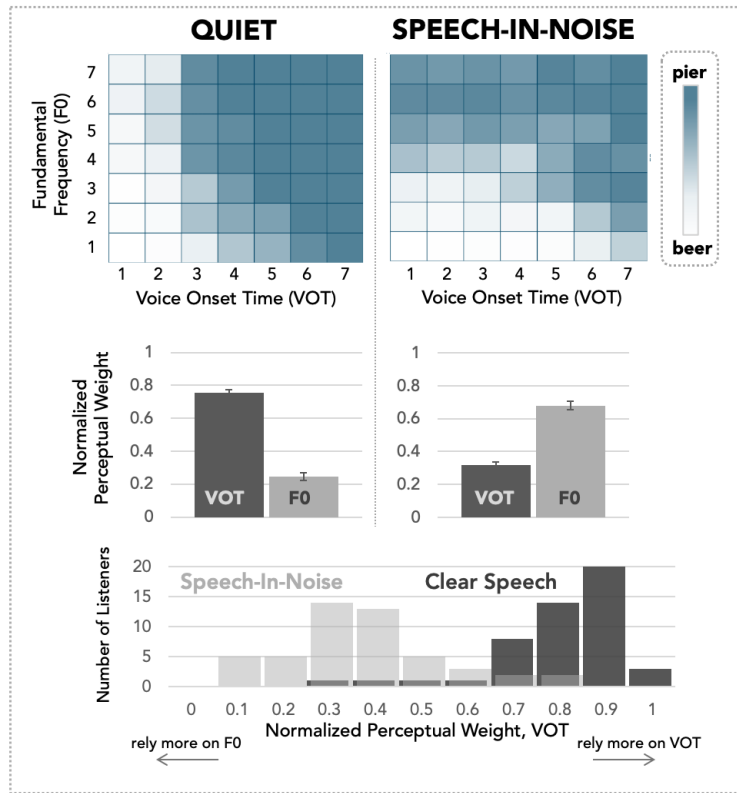 QUIET
SPEECH-IN-NOISE
Fundamental
Frequency (F0)
7
6
5
4
3
2
1
1 2 3 4 5 6 7
Voice Onset Time (VOT)
1 2 3 4 5 6 7
Voice Onset Time (VOT)
pier
beer
Normalized
Perceptual Weight
1
0.8
0.6
0.4
0.2
0
VOT F0
1
0.8
0.6
0.4
0.2
0
VOT F0
Number of Listeners
20
15
10
5
0
Speech-In-Noise
Clear Speech
0 0.1 0.2 0.3 0.4 0.5 0.6 0.7 0.8 0.9 1
Normalized Perceptual Weight, VOT
rely more on F0
rely more on VOT